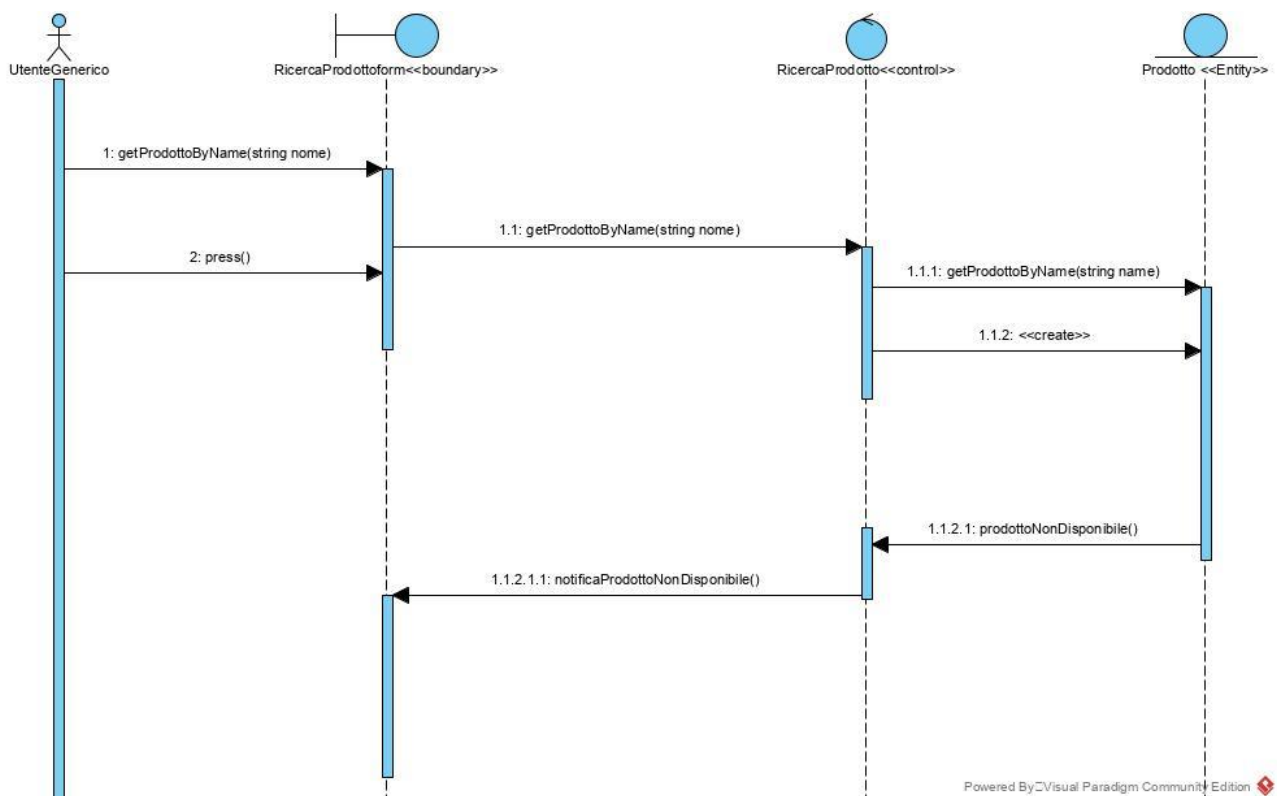 UtenteGenerico
RicercaProdottoform<<boundary>>
RicercaProdotto<<control>>
Prodotto <<Entity>>
1: getProdottoByName(string nome)
1.1: getProdottoByName(string nome)
2: press()
1.1.1: getProdottoByName(string name)
1.1.2: <<create>>
1.1.2.1: prodottoNonDisponibile()
1.1.2.1.1: notificaProdottoNonDisponibile()
Powered By Visual Paradigm Community Edition